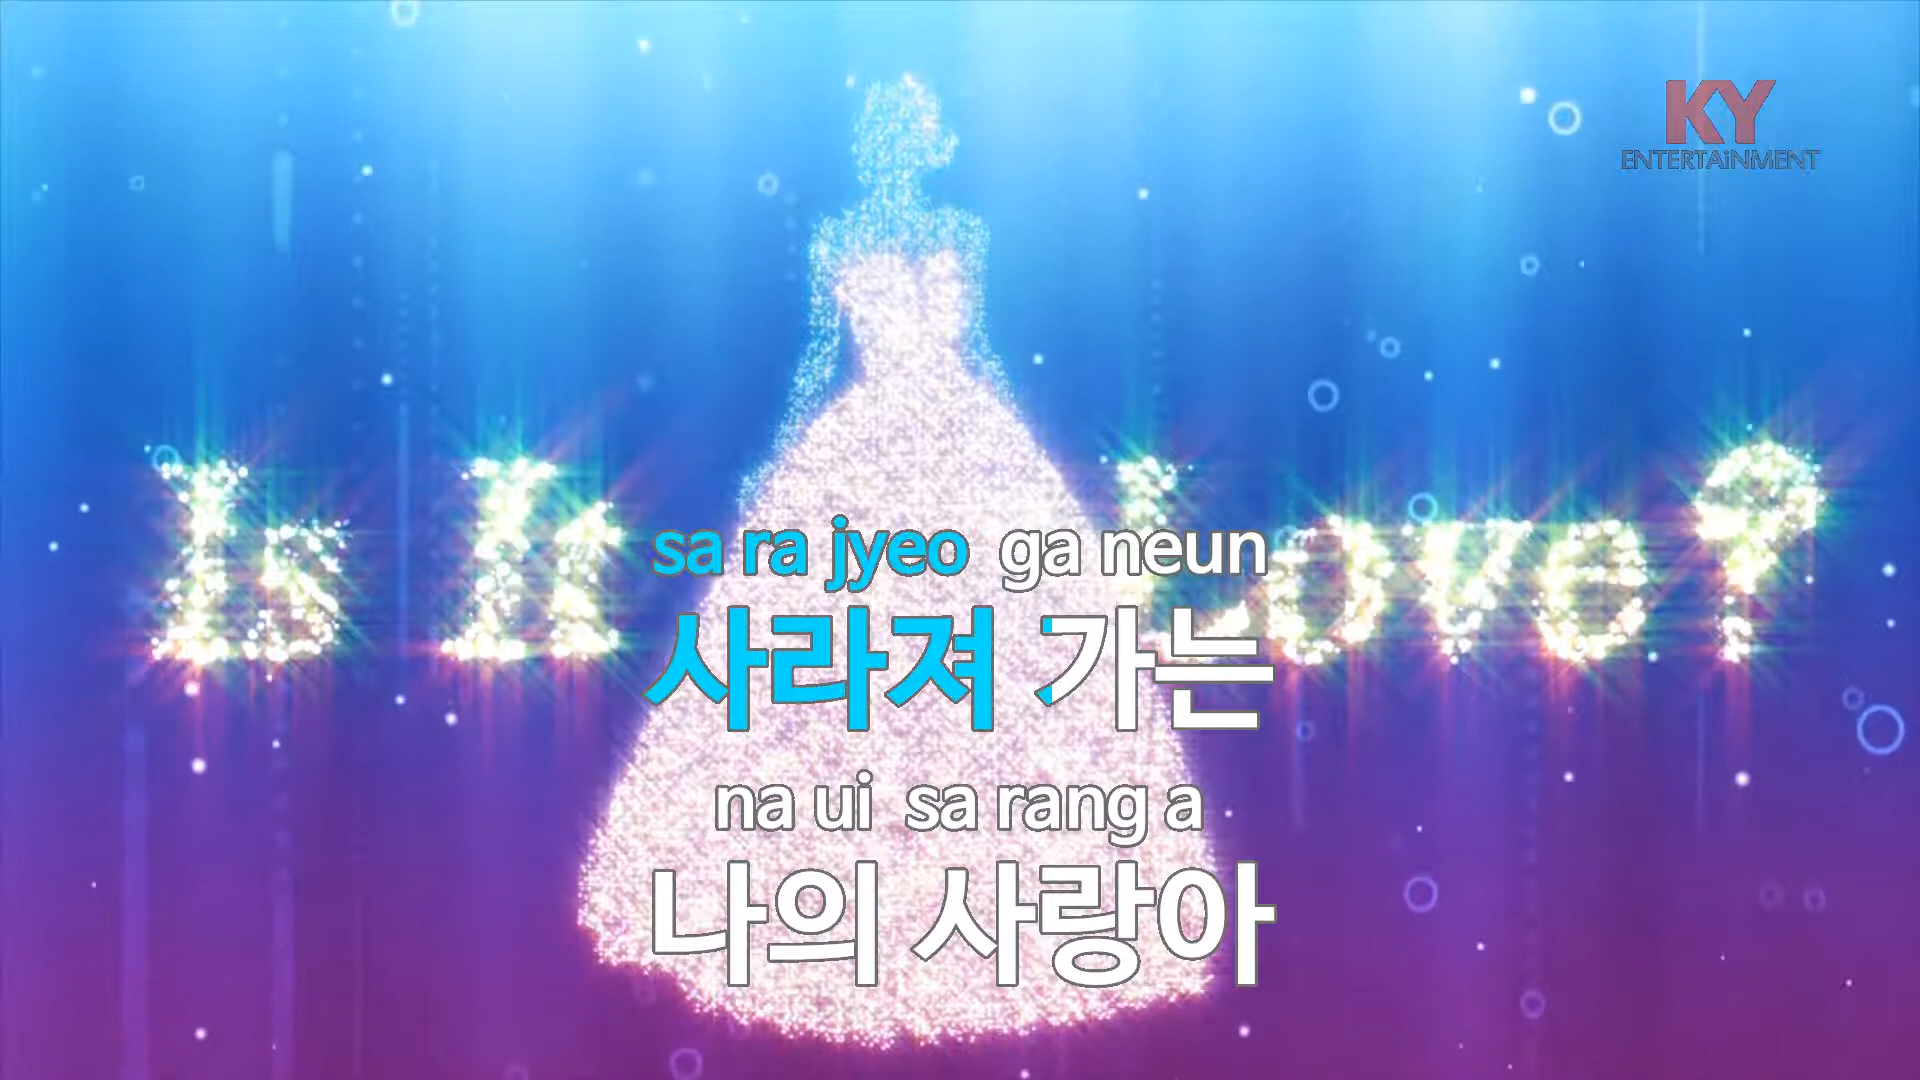 KY
ENTERTAiNMENT
Is It Love?
sa ra jyeo ga neun
사라져 가는
na ui sa rang a
나의 사랑아